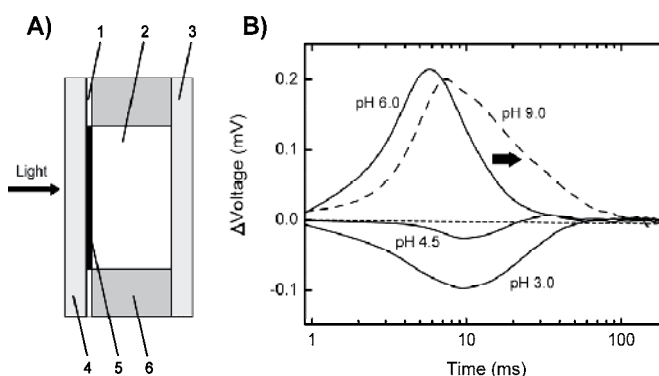 A)
1 2 3
Light
4 5 6
B)
ΔVoltage (mV)
0.2
0.1
0.0
-0.1
pH 6.0
pH 9.0
pH 4.5
pH 3.0
1 10 100
Time (ms)